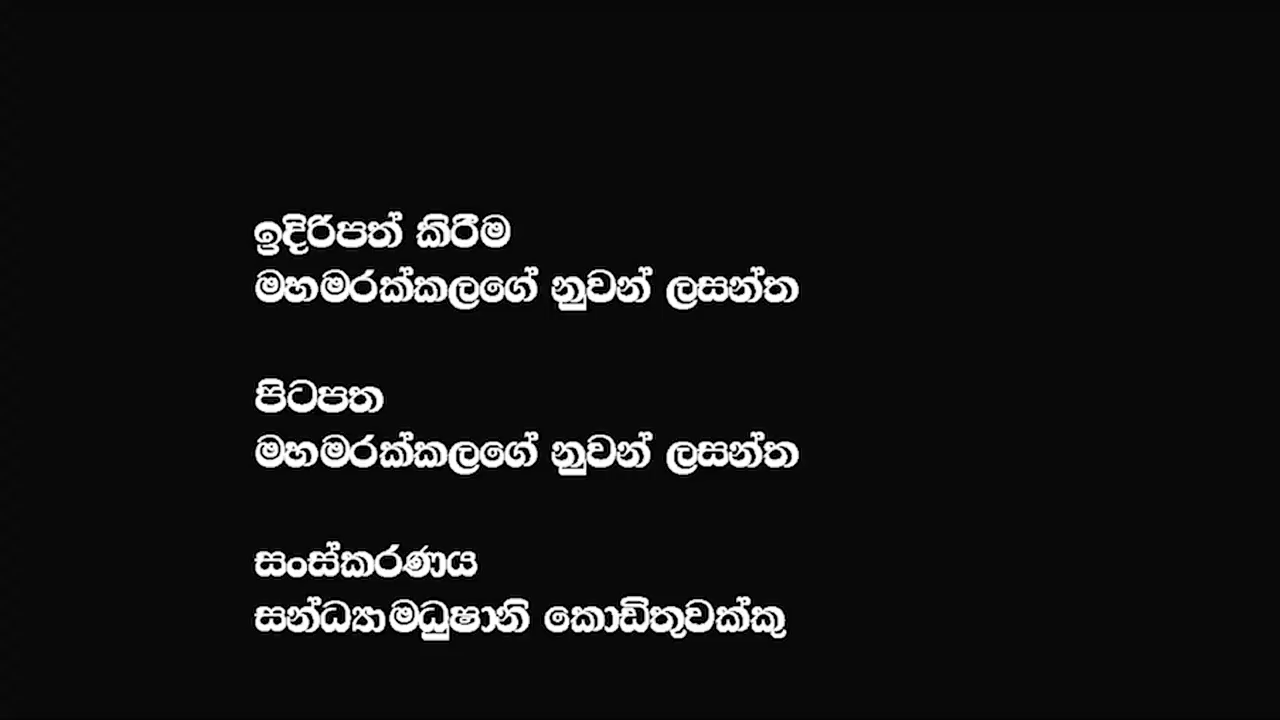 ඉදිරිපත් කිරීම
මහමරක්කලගේ නුවන් ලසන්ත
පිටපත
මහමරක්කලගේ නුවන් ලසන්ත
සංස්කරණය
සන්ධ්‍යාමධුෂානි කොඩිතුවක්කු